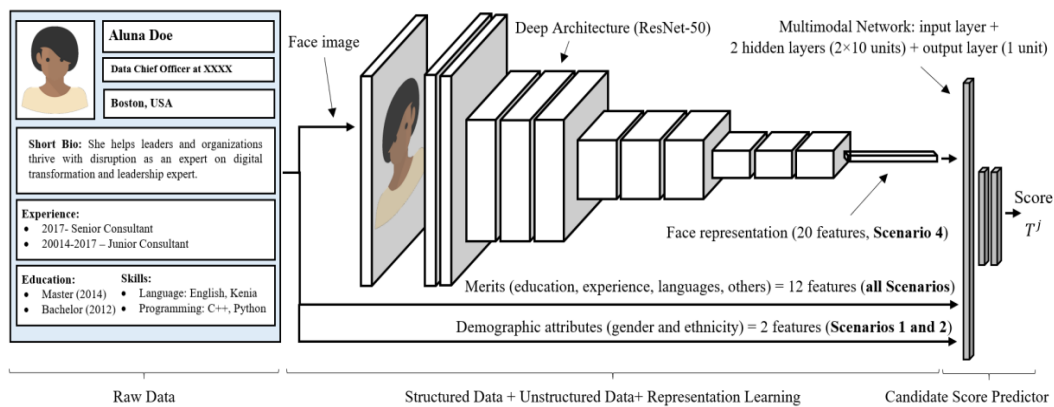 Aluna Doe
Data Chief Officer at XXXX
Boston, USA
Short Bio: She helps leaders and organizations
thrive with disruption as an expert on digital
transformation and leadership expert.
Experience:
• 2017- Senior Consultant
• 20014-2017 – Junior Consultant
Education:
• Master (2014)
• Bachelor (2012)
Skills:
• Language: English, Kenia
• Programming: C++, Python
Face image
Deep Architecture (ResNet-50)
Multimodal Network: input layer +
2 hidden layers (2×10 units) + output layer (1 unit)
Face representation (20 features, Scenario 4)
Merits (education, experience, languages, others) = 12 features (all Scenarios)
Demographic attributes (gender and ethnicity) = 2 features (Scenarios 1 and 2)
Score
T^j
Raw Data
Structured Data + Unstructured Data+ Representation Learning
Candidate Score Predictor